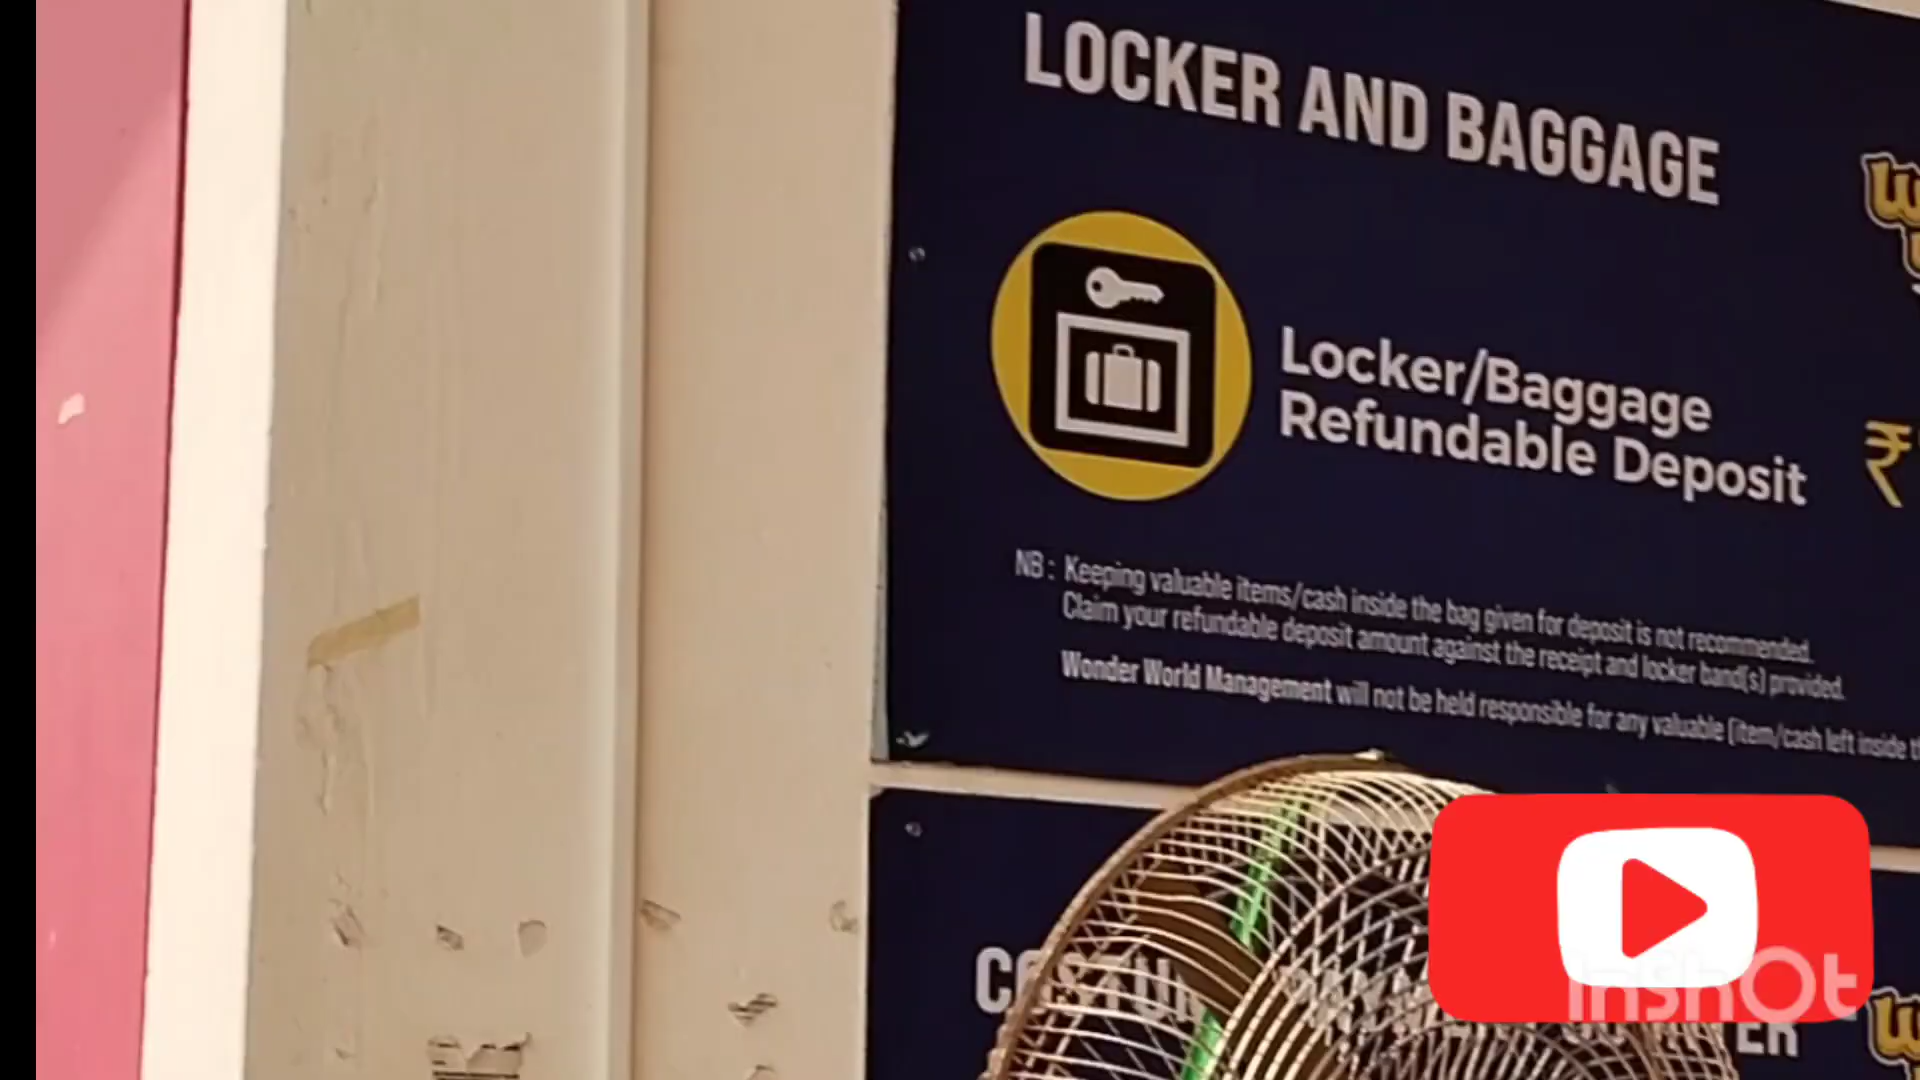 LOCKER AND BAGGAGE
Locker/Baggage
Refundable Deposit
₹
NB : Keeping valuable items/cash inside the bag given for deposit is not recommended.
Claim your refundable deposit amount against the receipt and locker band(s) provided.
Wonder World Management will not be held responsible for any valuable (item/cash left inside
InShOt